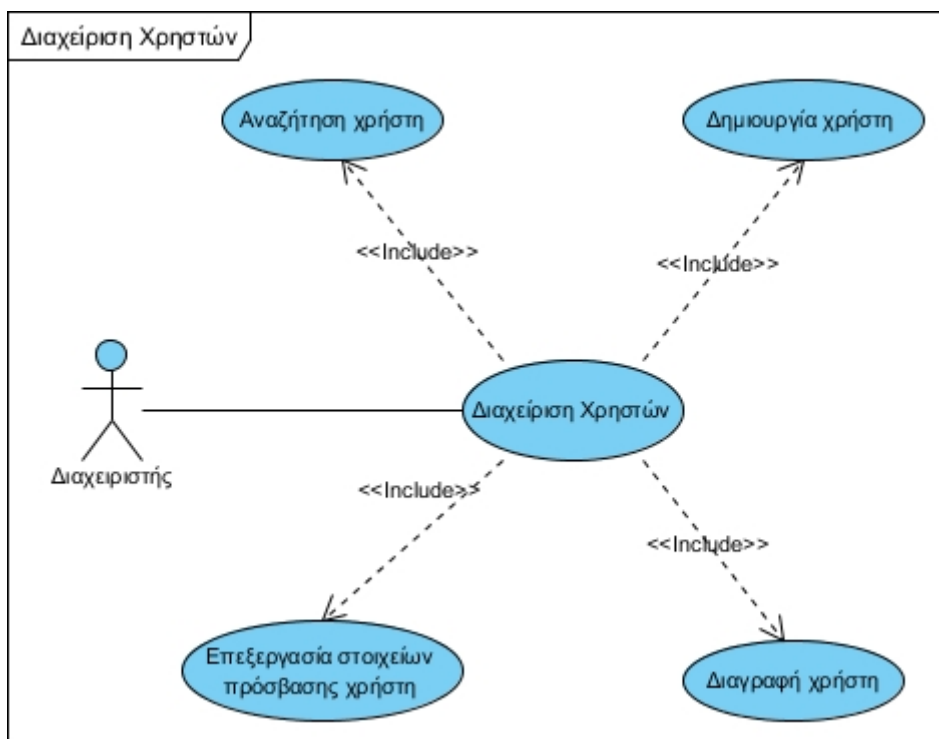 Διαχείριση Χρηστών
Αναζήτηση χρήστη
Δημιουργία χρήστη
<<Include>>
<<Include>>
Διαχείριση Χρηστών
Διαχειριστής
<<Include>>
<<Include>>
Επεξεργασία στοιχείων
πρόσβασης χρήστη
Διαγραφή χρήστη